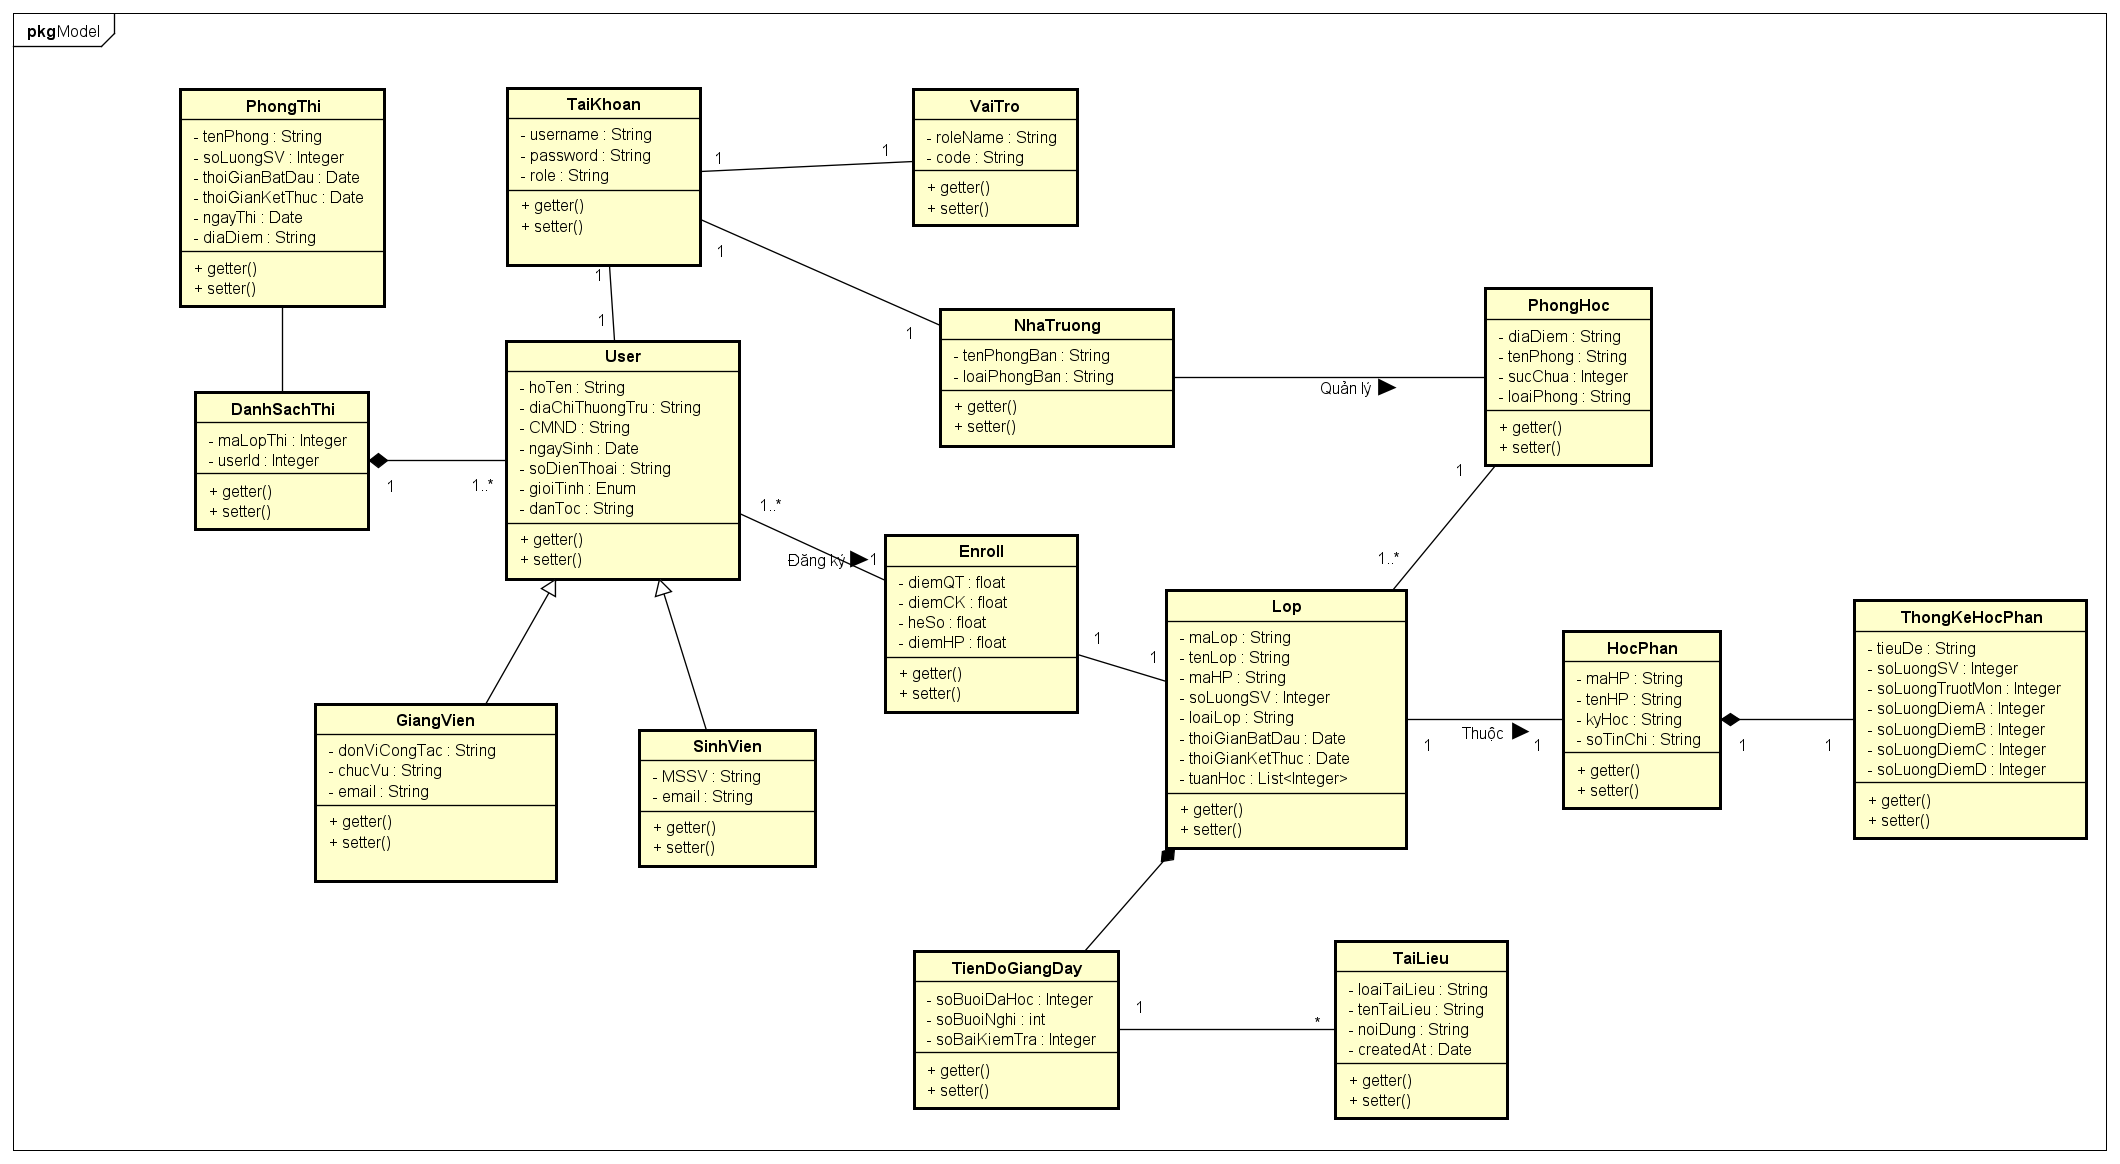 pkgModel
PhongThi
- tenPhong : String
- soLuongSV : Integer
- thoiGianBatDau : Date
- thoiGianKetThuc : Date
- ngayThi : Date
- diaDiem : String
+ getter()
+ setter()
TaiKhoan
- username : String
- password : String
- role : String
+ getter()
+ setter()
1
1
VaiTro
- roleName : String
- code : String
+ getter()
+ setter()
1
1
1
1
NhaTruong
- tenPhongBan : String
- loaiPhongBan : String
+ getter()
+ setter()
Quản lý
PhongHoc
- diaDiem : String
- tenPhong : String
- sucChua : Integer
- loaiPhong : String
+ getter()
+ setter()
1
1..*
DanhSachThi
- maLopThi : Integer
- userId : Integer
+ getter()
+ setter()
1
1..*
User
- hoTen : String
- diaChiThuongTru : String
- CMND : String
- ngaySinh : Date
- soDienThoai : String
- gioiTinh : Enum
- danToc : String
+ getter()
+ setter()
1..*
Đăng ký
1
Enroll
- diemQT : float
- diemCK : float
- heSo : float
- diemHP : float
+ getter()
+ setter()
1
1
Lop
- maLop : String
- tenLop : String
- maHP : String
- soLuongSV : Integer
- loaiLop : String
- thoiGianBatDau : Date
- thoiGianKetThuc : Date
- tuanHoc : List<Integer>
+ getter()
+ setter()
1
Thuộc
1
HocPhan
- maHP : String
- tenHP : String
- kyHoc : String
- soTinChi : String
+ getter()
+ setter()
1
1
ThongKeHocPhan
- tieuDe : String
- soLuongSV : Integer
- soLuongTruotMon : Integer
- soLuongDiemA : Integer
- soLuongDiemB : Integer
- soLuongDiemC : Integer
- soLuongDiemD : Integer
+ getter()
+ setter()
GiangVien
- donViCongTac : String
- chucVu : String
- email : String
+ getter()
+ setter()
SinhVien
- MSSV : String
- email : String
+ getter()
+ setter()
TienDoGiangDay
- soBuoiDaHoc : Integer
- soBuoiNghi : int
- soBaiKiemTra : Integer
+ getter()
+ setter()
1
*
TaiLieu
- loaiTaiLieu : String
- tenTaiLieu : String
- noiDung : String
- createdAt : Date
+ getter()
+ setter()